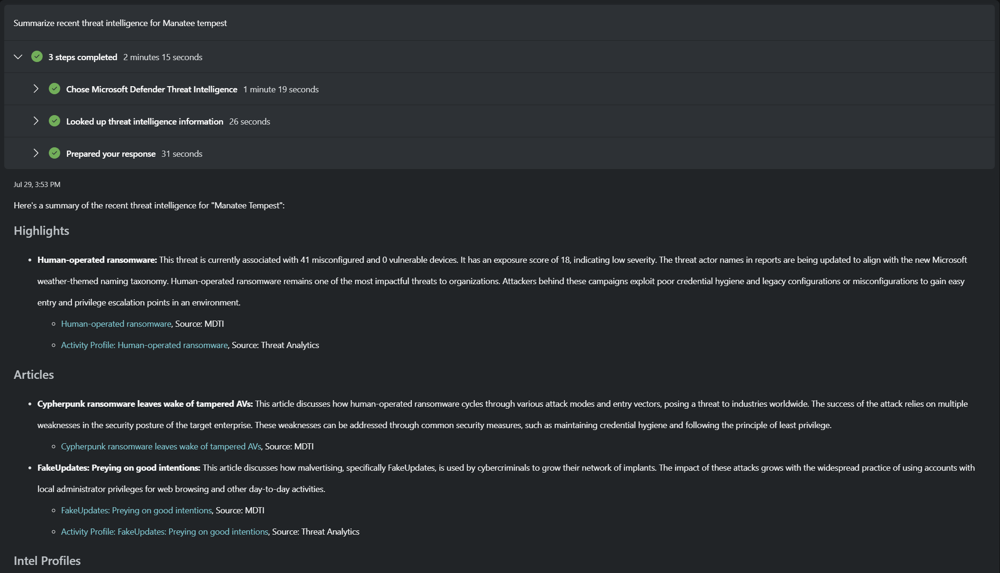 Summarize recent threat intelligence for Manatee tempest
3 steps completed 2 minutes 15 seconds
Chose Microsoft Defender Threat Intelligence 1 minute 19 seconds
Looked up threat intelligence information 26 seconds
Prepared your response 31 seconds
Jul 29, 3:53 PM
Here's a summary of the recent threat intelligence for "Manatee Tempest":
Highlights
• Human-operated ransomware: This threat is currently associated with 41 misconfigured and 0 vulnerable devices. It has an exposure score of 18, indicating low severity. The threat actor names in reports are being updated to align with the new Microsoft
weather-themed naming taxonomy. Human-operated ransomware remains one of the most impactful threats to organizations. Attackers behind these campaigns exploit poor credential hygiene and legacy configurations or misconfigurations to gain easy
entry and privilege escalation points in an environment.
◦ Human-operated ransomware, Source: MDTI
◦ Activity Profile: Human-operated ransomware, Source: Threat Analytics
Articles
• Cypherpunk ransomware leaves wake of tampered AVs: This article discusses how human-operated ransomware cycles through various attack modes and entry vectors, posing a threat to industries worldwide. The success of the attack relies on multiple
weaknesses in the security posture of the target enterprise. These weaknesses can be addressed through common security measures, such as maintaining credential hygiene and following the principle of least privilege.
◦ Cypherpunk ransomware leaves wake of tampered AVs, Source: MDTI
• FakeUpdates: Preying on good intentions: This article discusses how malvertising, specifically FakeUpdates, is used by cybercriminals to grow their network of implants. The impact of these attacks grows with the widespread practice of using accounts with
local administrator privileges for web browsing and other day-to-day activities.
◦ FakeUpdates: Preying on good intentions, Source: MDTI
◦ Activity Profile: FakeUpdates: Preying on good intentions, Source: Threat Analytics
Intel Profiles